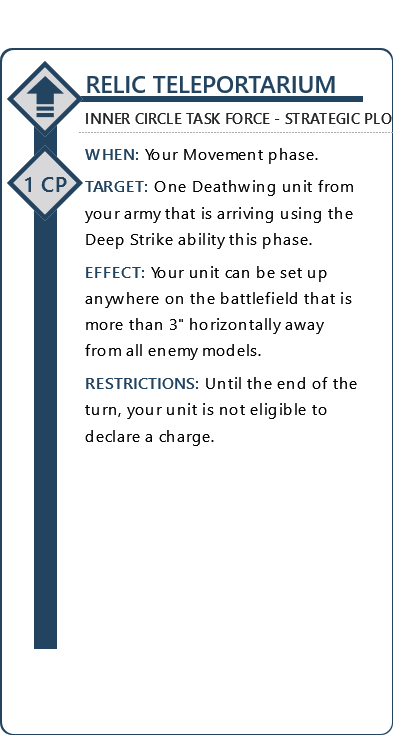 RELIC TELEPORTARIUM
INNER CIRCLE TASK FORCE - STRATEGIC PLO
1 CP
WHEN: Your Movement phase.
TARGET: One Deathwing unit from
your army that is arriving using the
Deep Strike ability this phase.
EFFECT: Your unit can be set up
anywhere on the battlefield that is
more than 3" horizontally away
from all enemy models.
RESTRICTIONS: Until the end of the
turn, your unit is not eligible to
declare a charge.